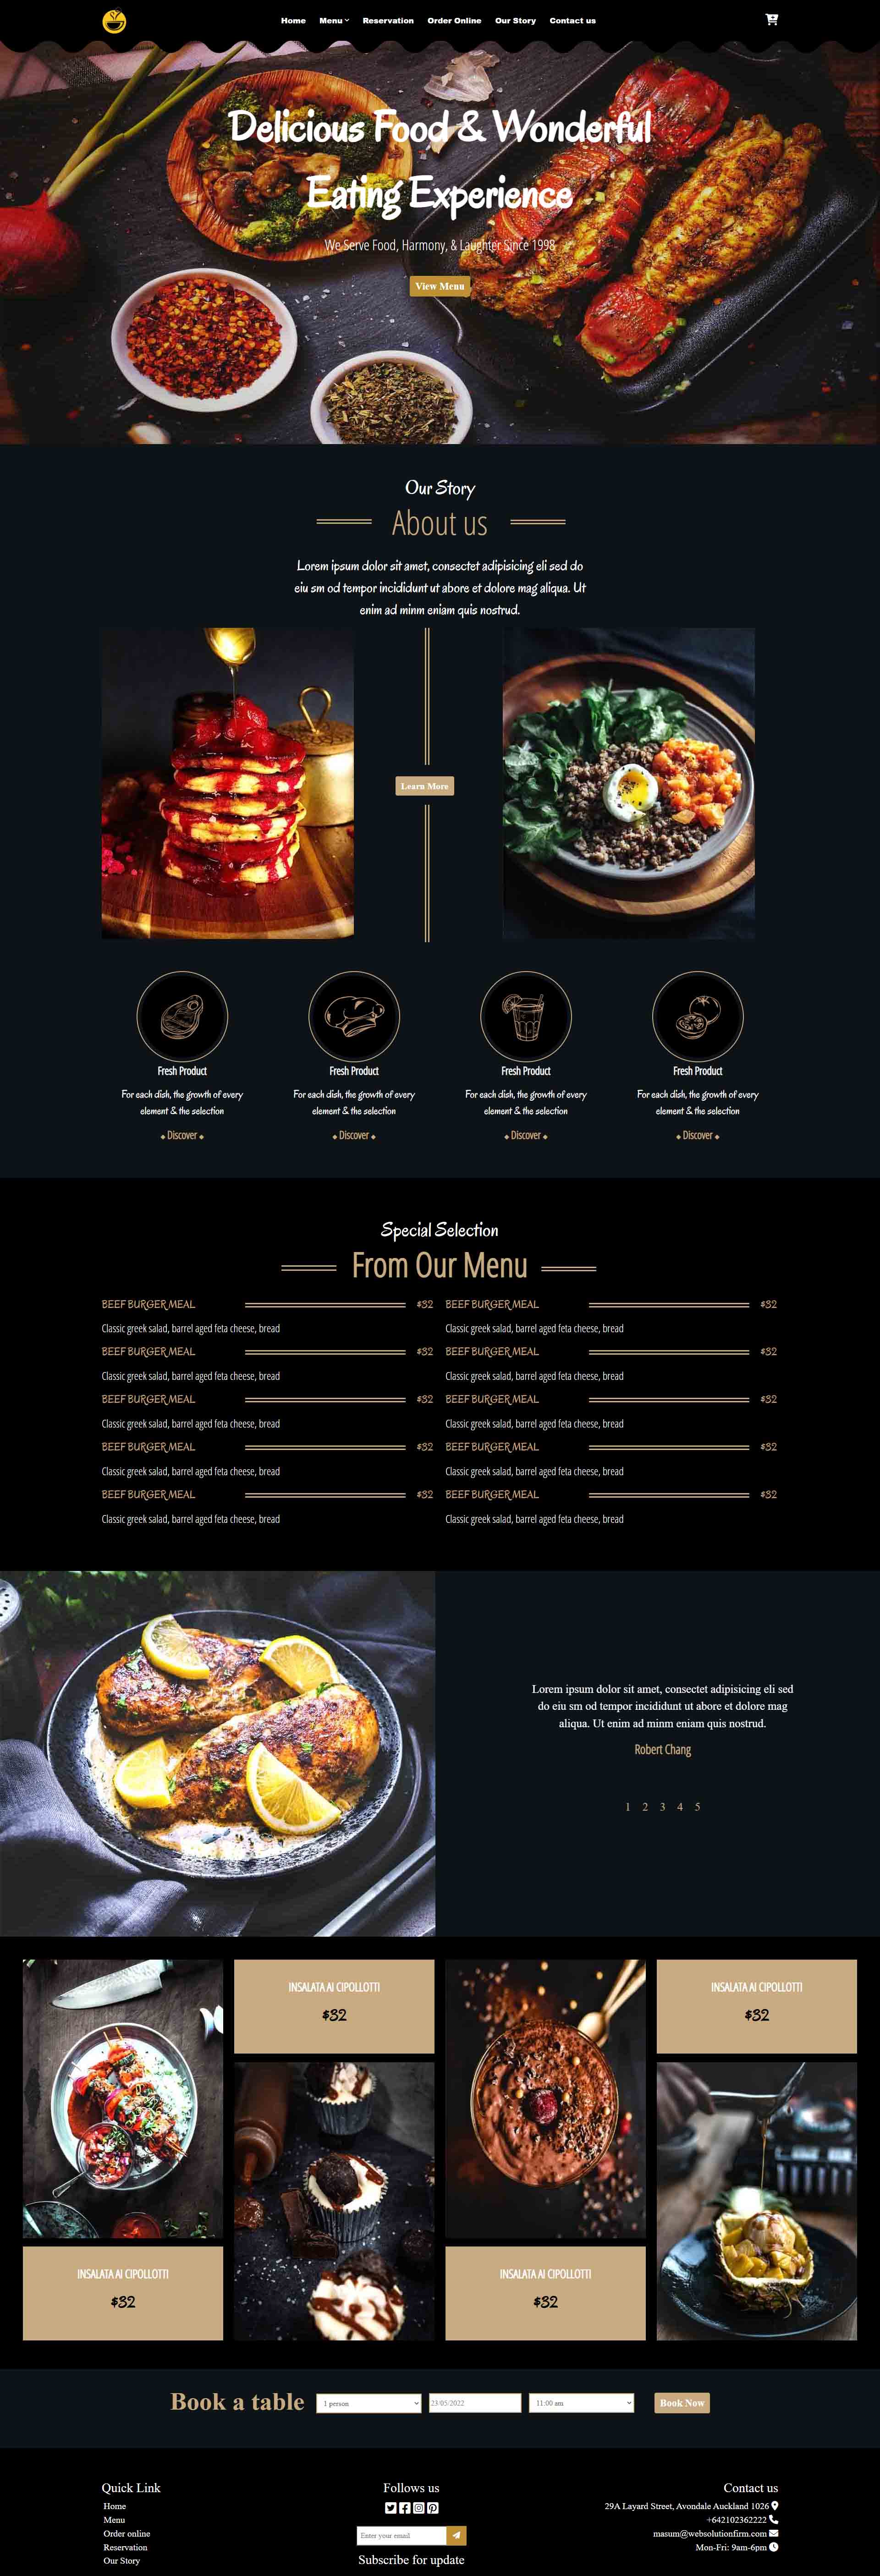 Home Menu Reservation Order Online Our Story Contact us
Delicious Food & Wonderful
Eating Experience
We Serve Food, Harmony, & Laughter Since 1998
View Menu
Our Story
About us
Lorem ipsum dolor sit amet, consectet adipisicing eli sed do
eiu sm od tempor incididunt ut abore et dolore mag aliqua. Ut
enim ad minm eniam quis nostrud.
Learn More
Fresh Product Fresh Product Fresh Product Fresh Product
For each dish, the growth of every For each dish, the growth of every For each dish, the growth of every For each dish, the growth of every
element & the selection element & the selection element & the selection element & the selection
Discover Discover Discover Discover
Special Selection
From Our Menu
BEEF BURGER MEAL $32 BEEF BURGER MEAL $32
Classic greek salad, barrel aged feta cheese, bread Classic greek salad, barrel aged feta cheese, bread
BEEF BURGER MEAL $32 BEEF BURGER MEAL $32
Classic greek salad, barrel aged feta cheese, bread Classic greek salad, barrel aged feta cheese, bread
BEEF BURGER MEAL $32 BEEF BURGER MEAL $32
Classic greek salad, barrel aged feta cheese, bread Classic greek salad, barrel aged feta cheese, bread
BEEF BURGER MEAL $32 BEEF BURGER MEAL $32
Classic greek salad, barrel aged feta cheese, bread Classic greek salad, barrel aged feta cheese, bread
BEEF BURGER MEAL $32 BEEF BURGER MEAL $32
Classic greek salad, barrel aged feta cheese, bread Classic greek salad, barrel aged feta cheese, bread
Lorem ipsum dolor sit amet, consectet adipisicing eli sed
do eiu sm od tempor incididunt ut abore et dolore mag
aliqua. Ut enim ad minm eniam quis nostrud.
Robert Chang
1 2 3 4 5
INSALATA AI CIPOLLOTTI INSALATA AI CIPOLLOTTI
$32 $32
INSALATA AI CIPOLLOTTI INSALATA AI CIPOLLOTTI
$32 $32
Book a table 1 person 23/05/2022 11:00 am Book Now
Quick Link
Home
Menu
Order online
Reservation
Our Story
Follows us
Enter your email
Subscribe for update
Contact us
29A Layard Street, Avondale Auckland 1026
+642102362222
masum@websolutionfirm.com
Mon-Fri: 9am-6pm